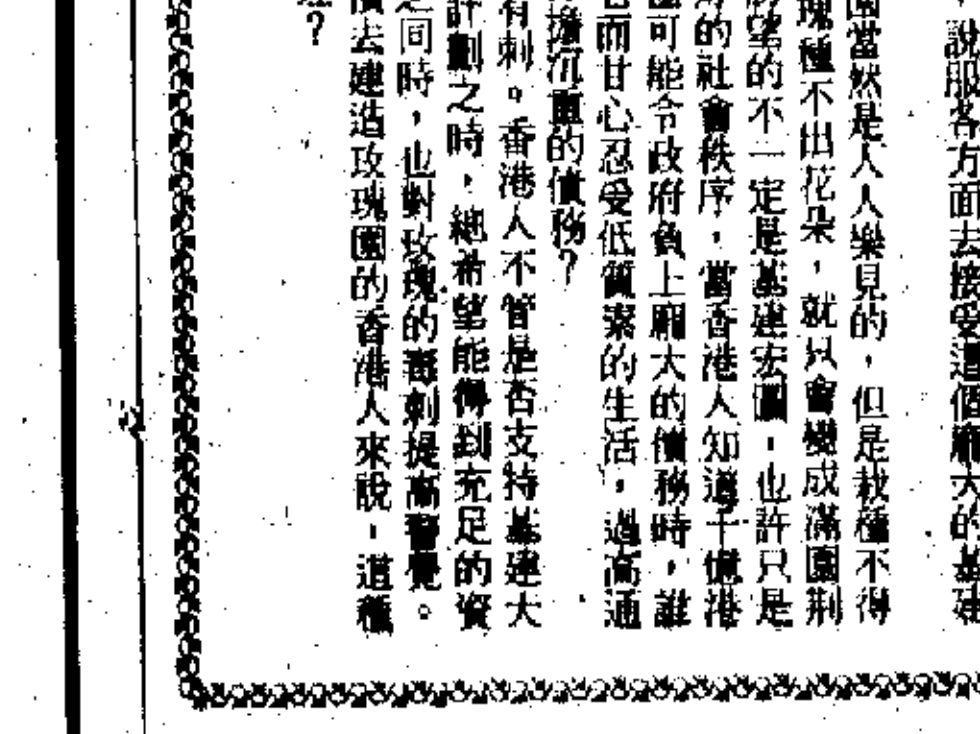 ，說服各方面去接受這個龐大的基建
園當然是人人樂見的，但是栽種不得
瑰種不出花朵，就只會變成滿園荊
希望的不一定是基建宏圖，也許只是
的社會秩序，當香港人知道千億港
可能令政府負上龐大的債務時，誰
而甘心忍受低質素的生活，過高通
擔沉重的債務？
有刺。香港人不管是否支持基建大
計劃之時，總希望能得到充足的資
之同時，也對玫瑰的毒刺提高警覺。
去建造玫瑰園的香港人來說，這種
？